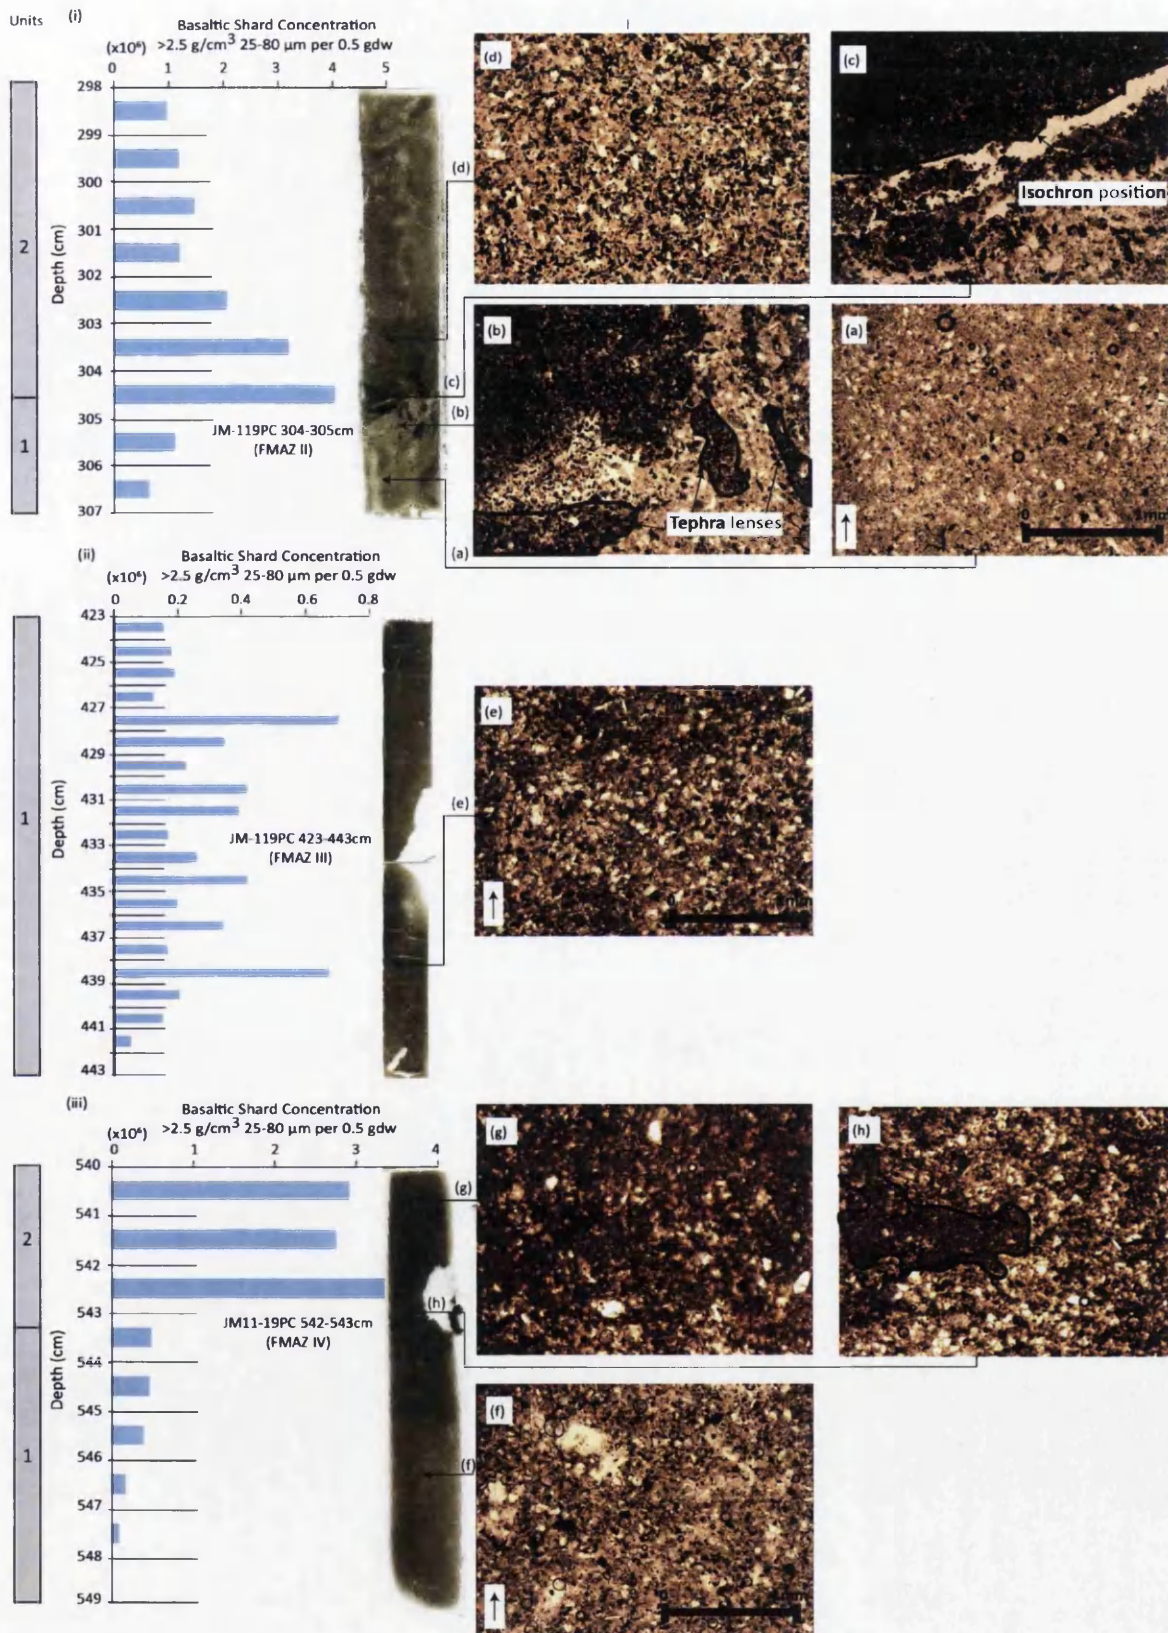 Units
(i)
Basaltic Shard Concentration
(x10⁶) >2.5 g/cm³ 25-80 µm per 0.5 gdw
0 1 2 3 4 5
298
299
300
301
302
303
304
305
306
307
Depth (cm)
2
1
JM-119PC 304-305cm
(FMAZ II)
(d)
(c)
(b)
(a)
(d)
(c)
Isochron position
(b)
Tephra lenses
(a)
0
(ii)
Basaltic Shard Concentration
(x10⁶) >2.5 g/cm³ 25-80 µm per 0.5 gdw
0 0.2 0.4 0.6 0.8
423
425
427
429
431
433
435
437
439
441
443
Depth (cm)
1
JM-119PC 423-443cm
(FMAZ III)
(e)
(e)
0
(iii)
Basaltic Shard Concentration
(x10⁶) >2.5 g/cm³ 25-80 µm per 0.5 gdw
0 1 2 3 4
540
541
542
543
544
545
546
547
548
549
Depth (cm)
2
1
JM11-19PC 542-543cm
(FMAZ IV)
(g)
(h)
(f)
(g)
(h)
(f)